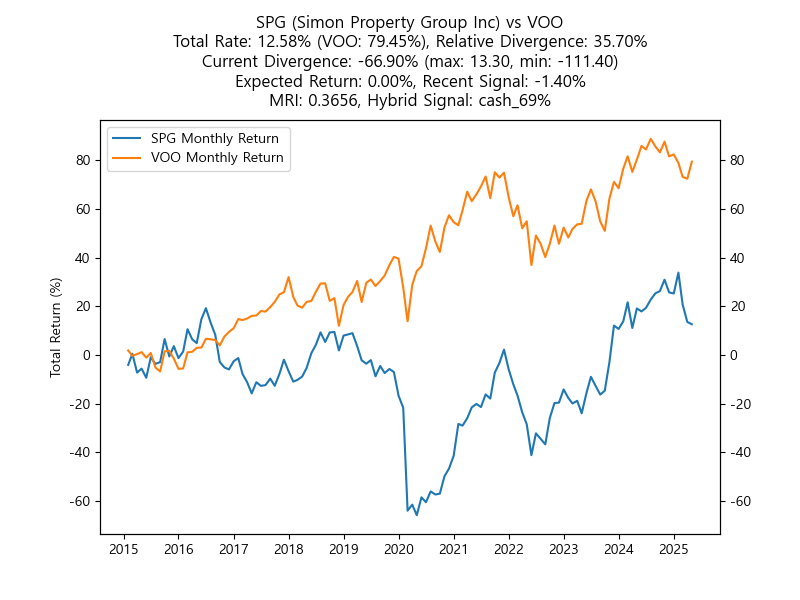 SPG (Simon Property Group Inc) vs VOO
Total Rate: 12.58% (VOO: 79.45%), Relative Divergence: 35.70%
Current Divergence: -66.90% (max: 13.30, min: -111.40)
Expected Return: 0.00%, Recent Signal: -1.40%
MRI: 0.3656, Hybrid Signal: cash_69%
SPG Monthly Return
VOO Monthly Return
Total Return (%)
80
60
40
20
0
-20
-40
-60
80
60
40
20
0
-20
-40
-60
2015 2016 2017 2018 2019 2020 2021 2022 2023 2024 2025